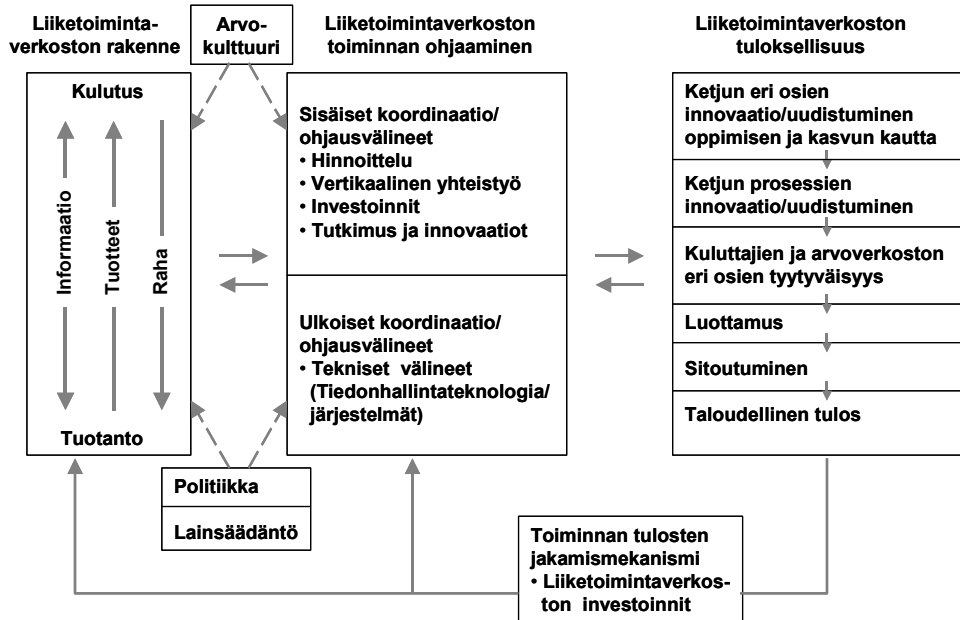 Liiketoiminta-
verkoston rakenne
Arvo-
kulttuuri
Liiketoimintaverkoston
toiminnan ohjaaminen
Liiketoimintaverkoston
tuloksellisuus
Kulutus
Informaatio
Tuotteet
Raha
Tuotanto
Sisäiset koordinaatio/
ohjausvälineet
• Hinnoittelu
• Vertikaalinen yhteistyö
• Investoinnit
• Tutkimus ja innovaatiot
Ulkoiset koordinaatio/
ohjausvälineet
• Tekniset välineet
(Tiedonhallintateknologia/
järjestelmät)
Ketjun eri osien
innovaatio/uudistuminen
oppimisen ja kasvun kautta
Ketjun prosessien
innovaatio/uudistuminen
Kuluttajien ja arvoverkoston
eri osien tyytyväisyys
Luottamus
Sitoutuminen
Taloudellinen tulos
Politiikka
Lainsäädäntö
Toiminnan tulosten
jakamismekanismi
• Liiketoimintaverkos-
ton investoinnit